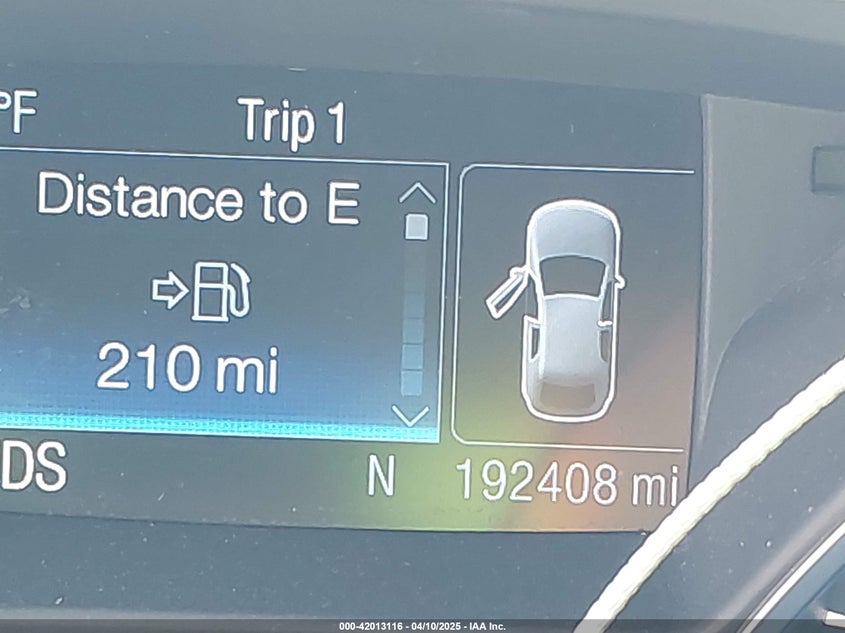 °F
Trip 1
Distance to E
210 mi
DS
N
192408 mi
000-42013116 - 04/10/2025 - IAA Inc.